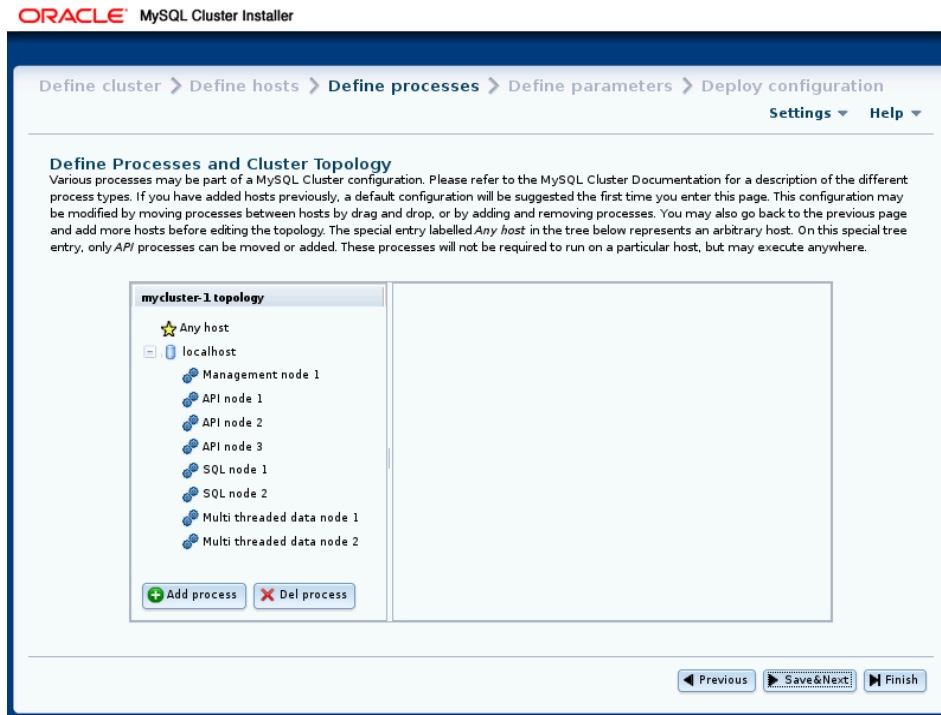 ORACLE MySQL Cluster Installer
Define cluster > Define hosts > Define processes > Define parameters > Deploy configuration
Settings Help
Define Processes and Cluster Topology
Various processes may be part of a MySQL Cluster configuration. Please refer to the MySQL Cluster Documentation for a description of the different
process types. If you have added hosts previously, a default configuration will be suggested the first time you enter this page. This configuration may
be modified by moving processes between hosts by drag and drop, or by adding and removing processes. You may also go back to the previous page
and add more hosts before editing the topology. The special entry labelled Any host in the tree below represents an arbitrary host. On this special tree
entry, only API processes can be moved or added. These processes will not be required to run on a particular host, but may execute anywhere.
mycluster-1 topology
Any host
localhost
Management node 1
API node 1
API node 2
API node 3
SQL node 1
SQL node 2
Multi threaded data node 1
Multi threaded data node 2
Add process Del process
Previous Save&Next Finish